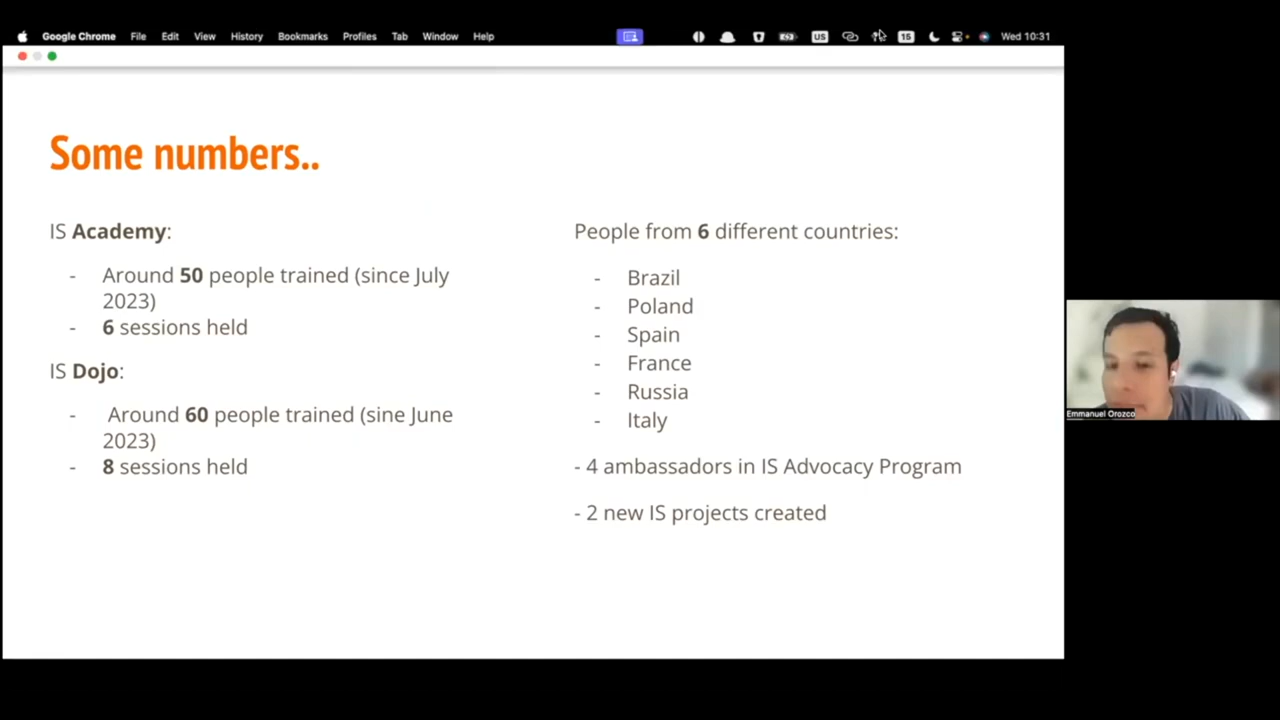 Google Chrome File Edit View History Bookmarks Profiles Tab Window Help US 15 Wed 10:31
Some numbers..
IS Academy:
- Around 50 people trained (since July
2023)
- 6 sessions held
IS Dojo:
- Around 60 people trained (sine June
2023)
- 8 sessions held
People from 6 different countries:
- Brazil
- Poland
- Spain
- France
- Russia
- Italy
- 4 ambassadors in IS Advocacy Program
- 2 new IS projects created
Emmanuel Orozco